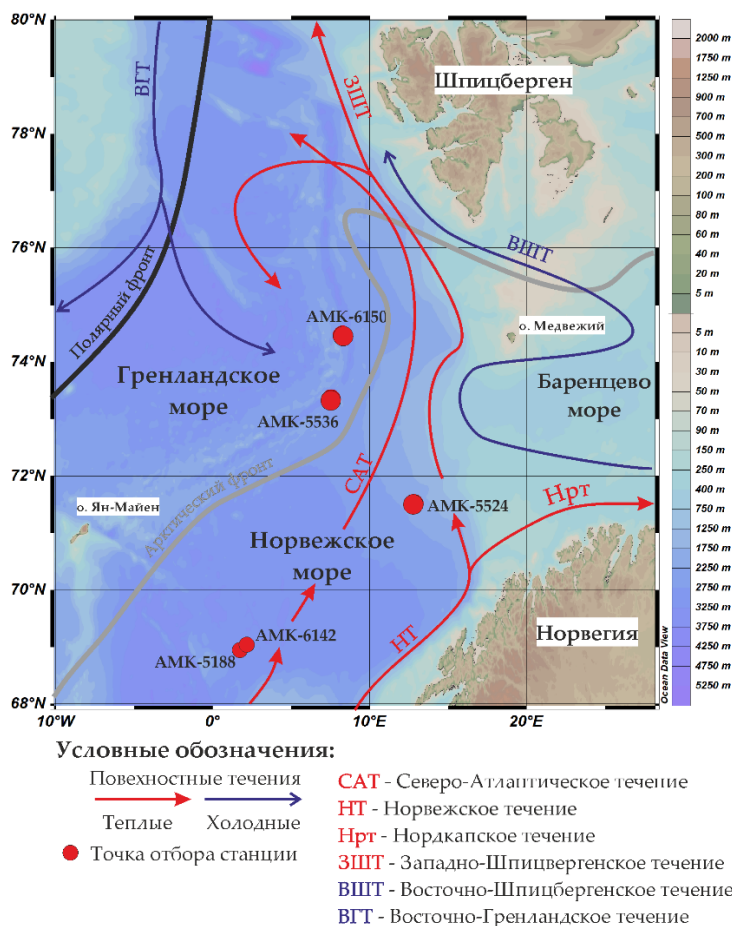 80°N
78°N
76°N
74°N
72°N
70°N
68°N
10°W
0°
10°E
20°E
ВГТ
ЗШТ
Шпицберген
ВШТ
Полярный фронт
АМК-6150
о. Медвежий
Гренландское
море
Баренцево
море
АМК-5536
САТ
Арктический фронт
о. Ян-Майен
АМК-5524
Нрт
Норвежское
море
АМК-6142
АМК-5188
НТ
Норвегия
Ocean Data View
2000 m
1750 m
1250 m
900 m
700 m
500 m
300 m
200 m
100 m
80 m
60 m
40 m
20 m
5 m
5 m
10 m
30 m
50 m
70 m
90 m
150 m
250 m
400 m
750 m
1250 m
1750 m
2250 m
2750 m
3250 m
3750 m
4250 m
4750 m
5250 m
Условные обозначения:
Повехностные течения
Теплые
Холодные
Точка отбора станции
САТ - Северо-Атлантическое течение
НТ - Норвежское течение
Нрт - Нордкапское течение
ЗШТ - Западно-Шпицвергенское течение
ВШТ - Восточно-Шпицбергенское течение
ВГТ - Восточно-Гренландское течение